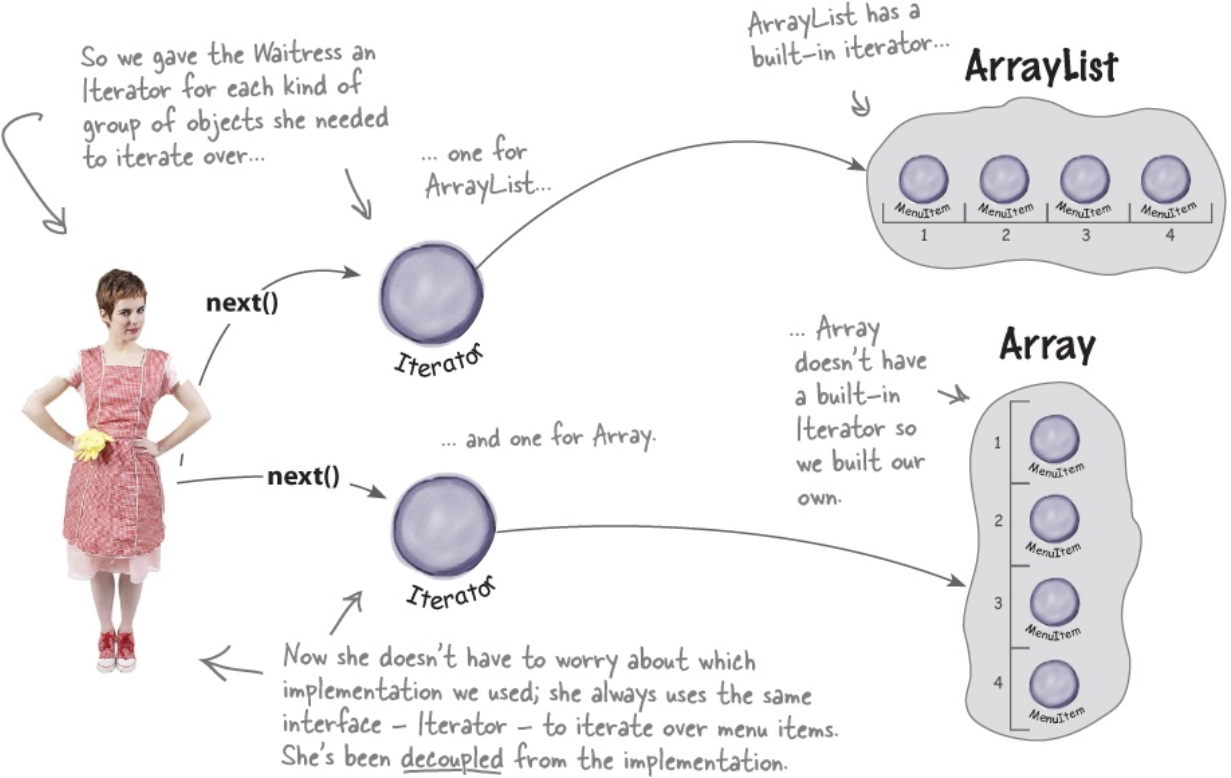 So we gave the Waitress an
Iterator for each kind of
group of objects she needed
to iterate over...
ArrayList has a
built-in iterator...
ArrayList
... one for
ArrayList...
MenuItem MenuItem MenuItem MenuItem
1 2 3 4
next()
Iterator
... Array
doesn't have
a built-in
Iterator so
we built our
own.
Array
... and one for Array.
next()
Iterator
1
MenuItem
2
MenuItem
3
MenuItem
4
MenuItem
Now she doesn't have to worry about which
implementation we used; she always uses the same
interface – Iterator – to iterate over menu items.
She's been decoupled from the implementation.